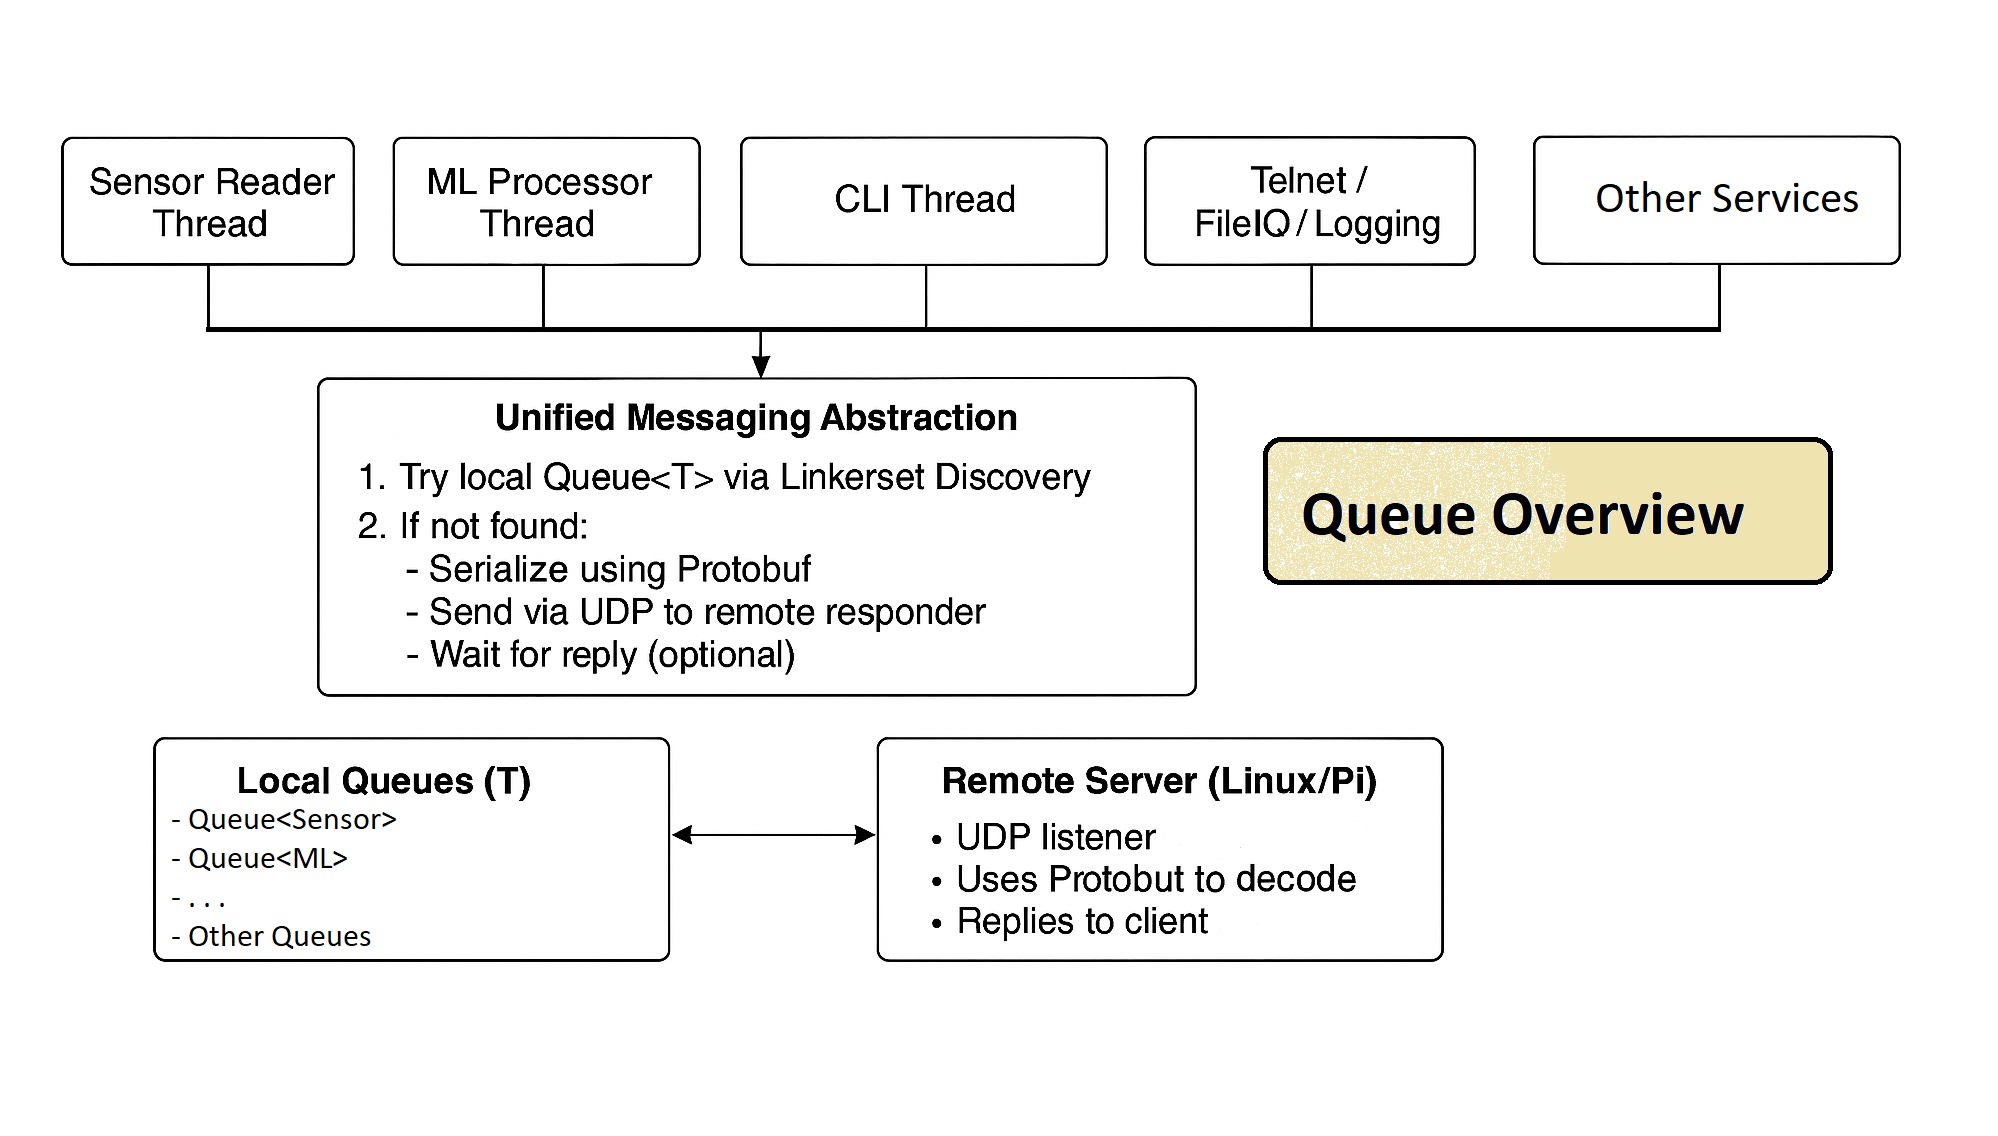 Sensor Reader
Thread
ML Processor
Thread
CLI Thread
Telnet /
FileIQ / Logging
Other Services
Unified Messaging Abstraction
1. Try local Queue<T> via Linkerset Discovery
2. If not found:
- Serialize using Protobuf
- Send via UDP to remote responder
- Wait for reply (optional)
Queue Overview
Local Queues (T)
- Queue<Sensor>
- Queue<ML>
- . . .
- Other Queues
Remote Server (Linux/Pi)
• UDP listener
• Uses Protobut to decode
• Replies to client